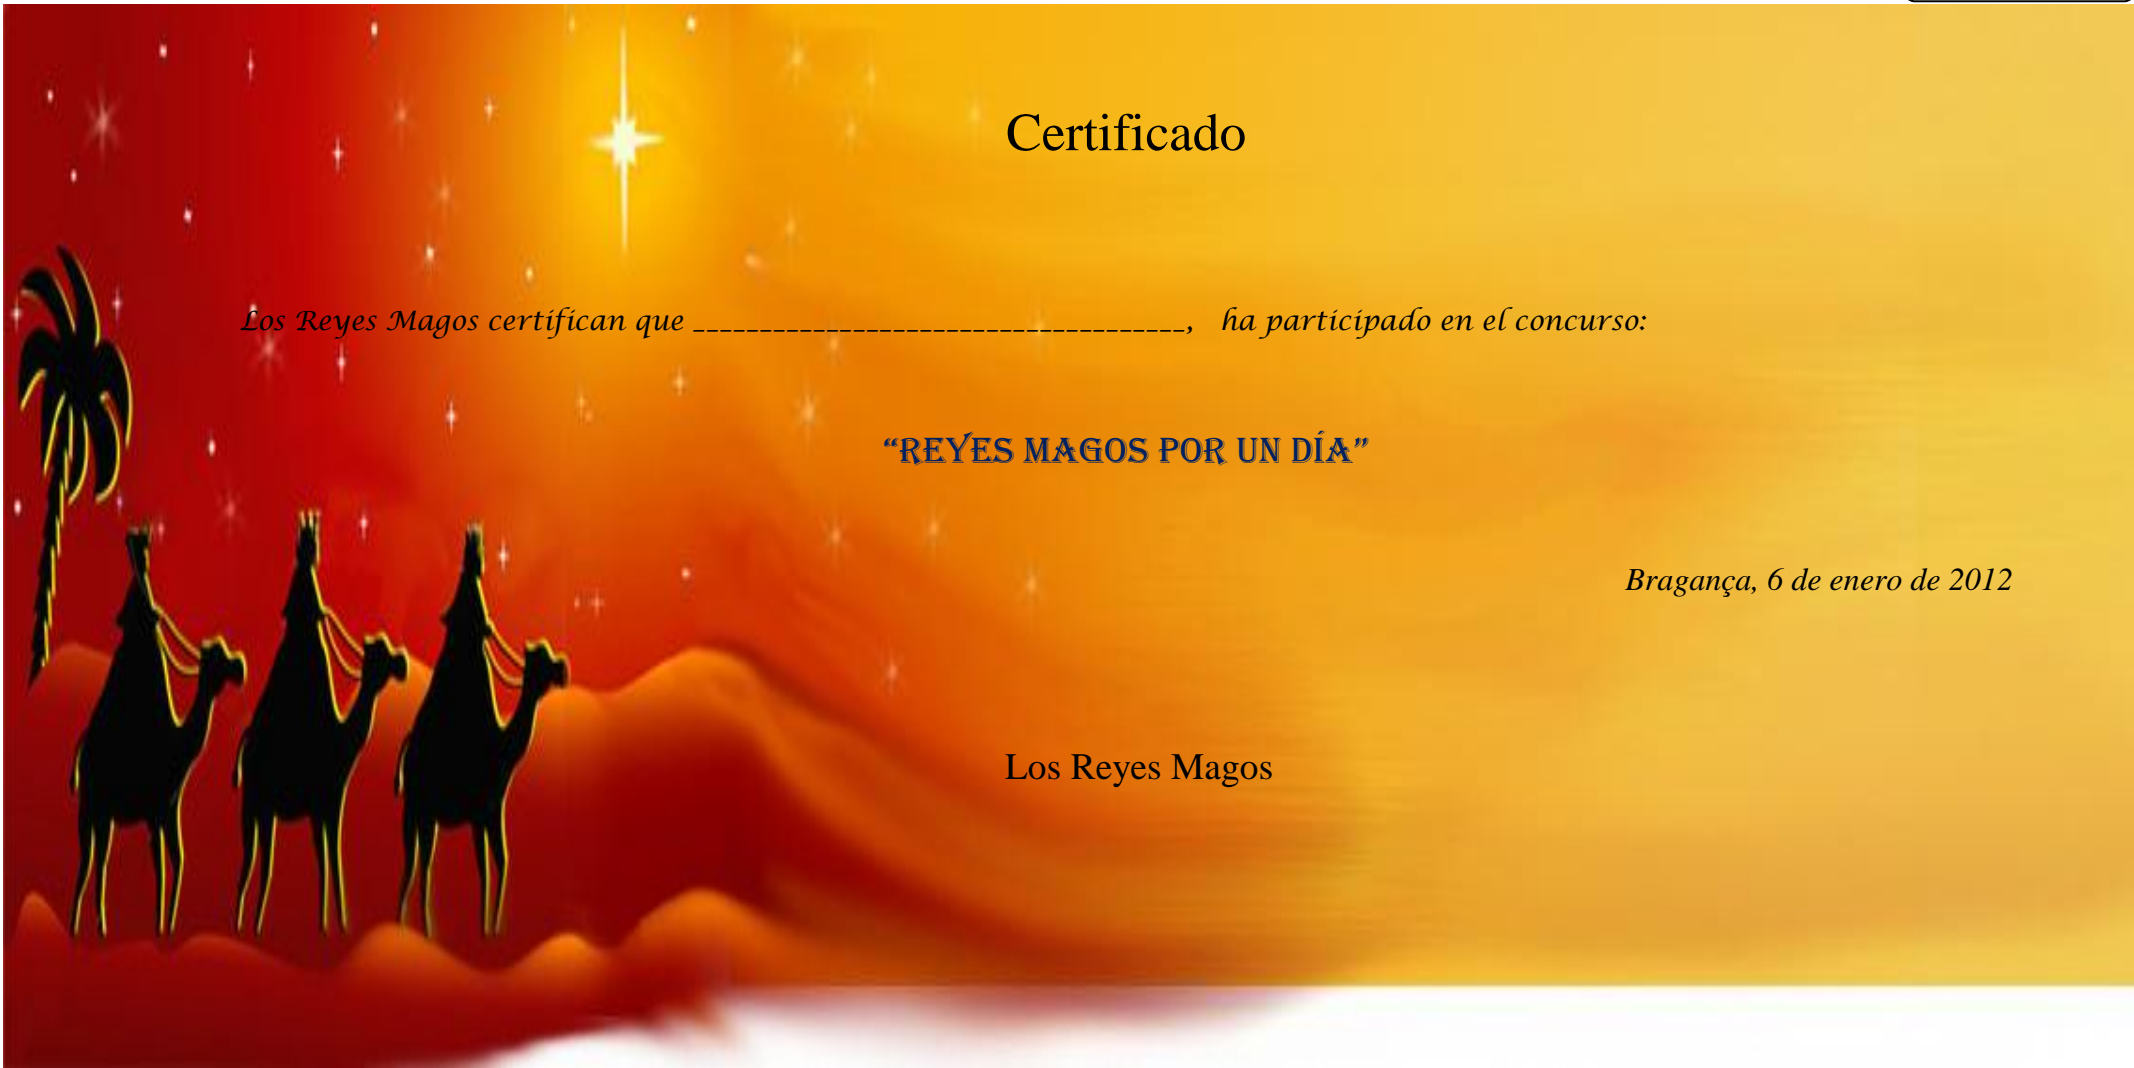 Certificado
Los Reyes Magos certifican que _____________________________________, ha participado en el concurso:
“REYES MAGOS POR UN DÍA”
Bragança, 6 de enero de 2012
Los Reyes Magos